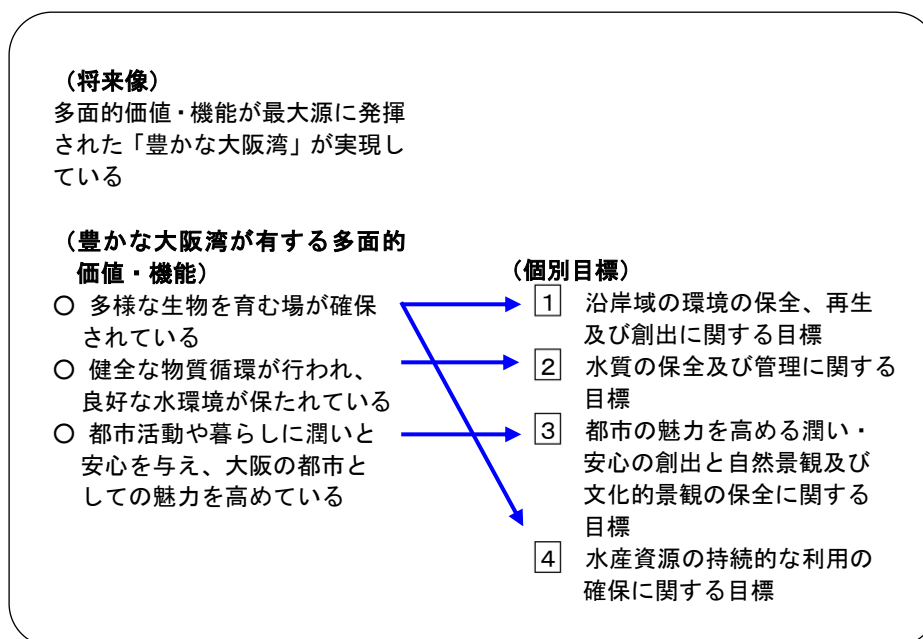 （将来像）
多面的価値・機能が最大源に発揮
された「豊かな大阪湾」が実現し
ている
（豊かな大阪湾が有する多面的
価値・機能）
○ 多様な生物を育む場が確保
されている
○ 健全な物質循環が行われ、
良好な水環境が保たれている
○ 都市活動や暮らしに潤いと
安心を与え、大阪の都市と
しての魅力を高めている
（個別目標）
1 沿岸域の環境の保全、再生
及び創出に関する目標
2 水質の保全及び管理に関する
目標
3 都市の魅力を高める潤い・
安心の創出と自然景観及び
文化的景観の保全に関する
目標
4 水産資源の持続的な利用の
確保に関する目標